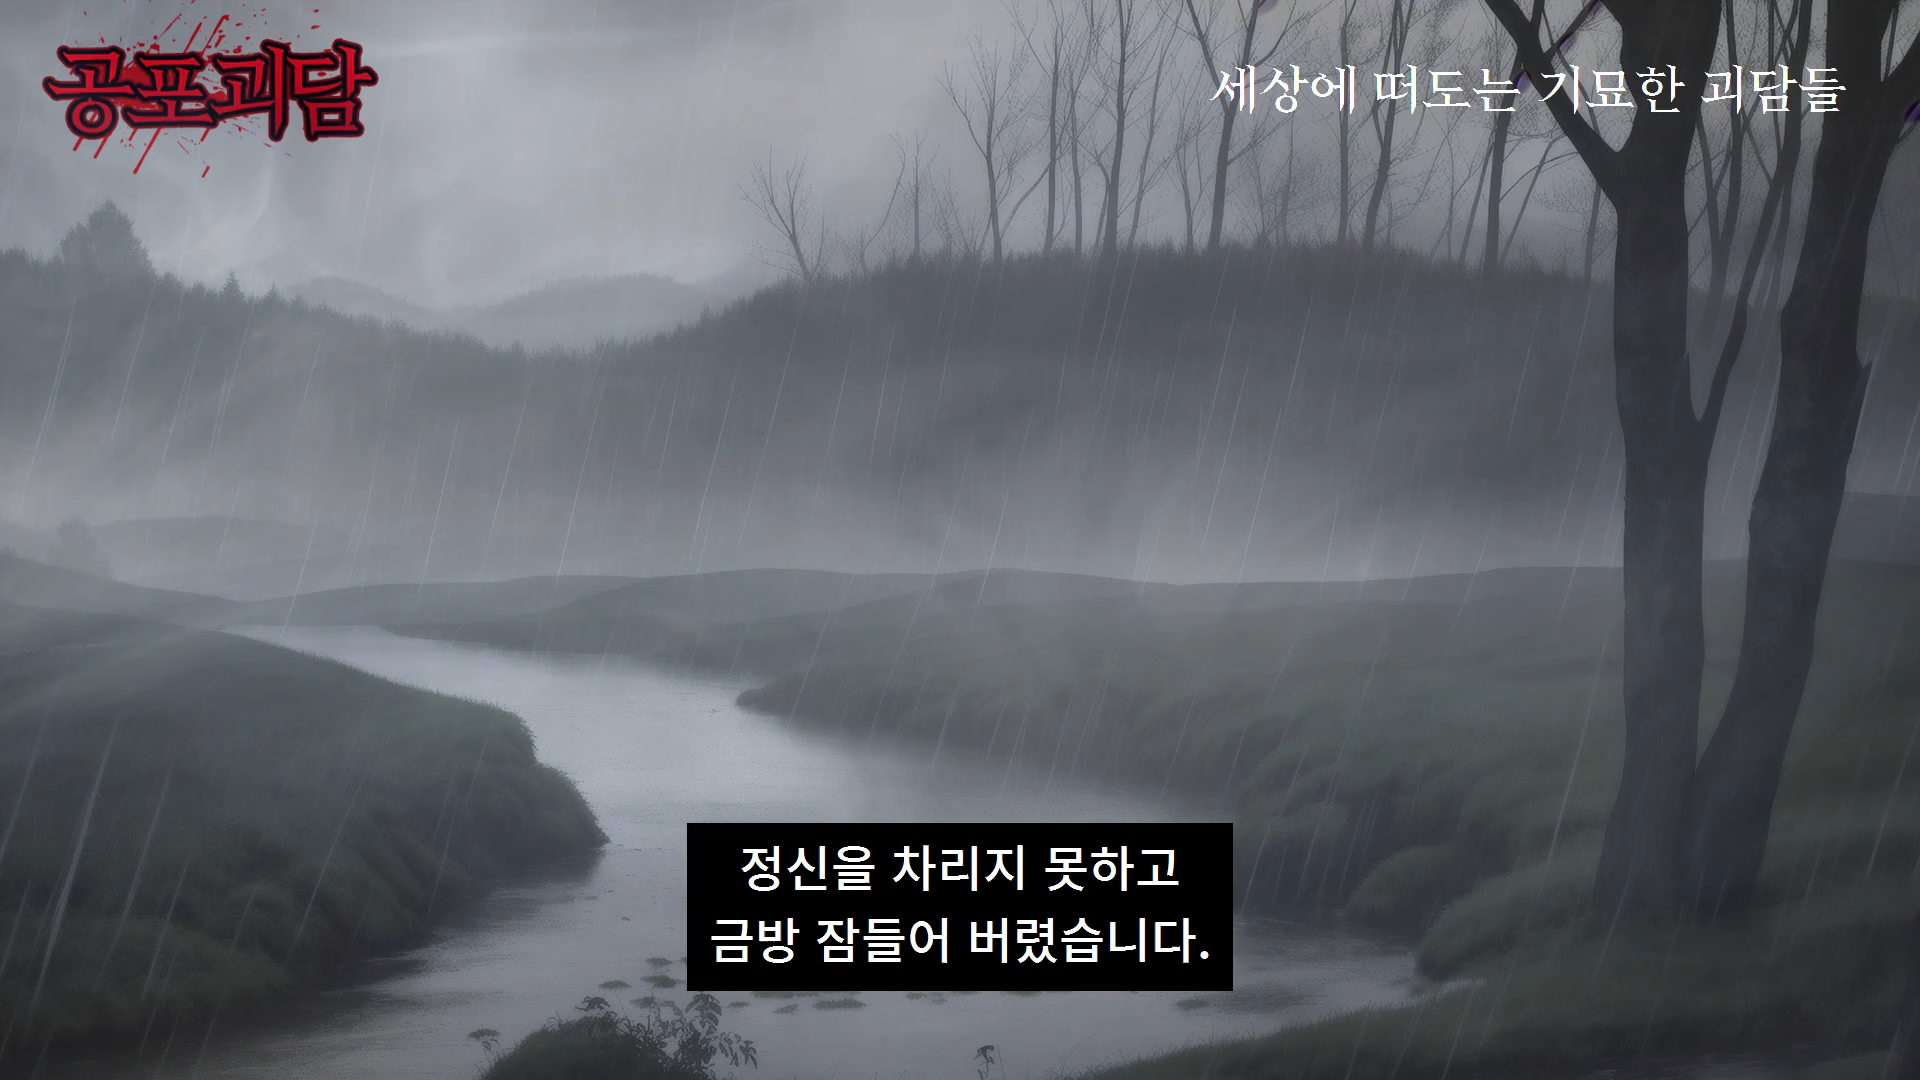 공포괴담
세상에 떠도는 기묘한 괴담들
정신을 차리지 못하고
금방 잠들어 버렸습니다.